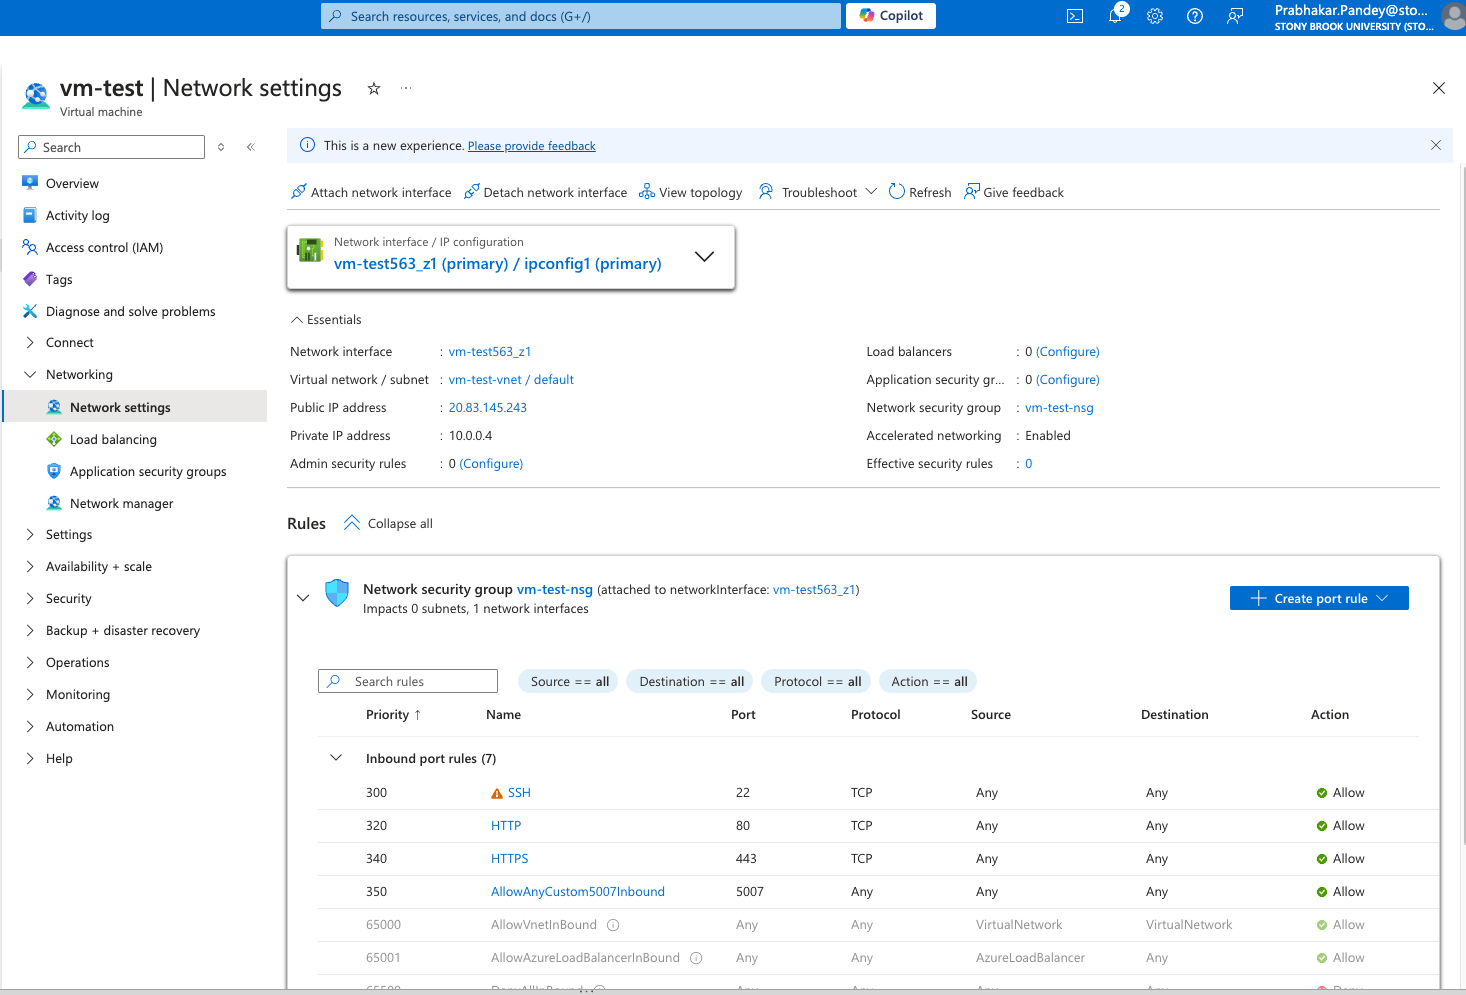 Search resources, services, and docs (G+/)
Copilot
2
Prabhakar.Pandey@sto...
STONY BROOK UNIVERSITY (STO...
vm-test | Network settings
Virtual machine
Search
Overview
Activity log
Access control (IAM)
Tags
Diagnose and solve problems
Connect
Networking
Network settings
Load balancing
Application security groups
Network manager
Settings
Availability + scale
Security
Backup + disaster recovery
Operations
Monitoring
Automation
Help
This is a new experience. Please provide feedback
Attach network interface Detach network interface View topology Troubleshoot Refresh Give feedback
Network interface / IP configuration
vm-test563_z1 (primary) / ipconfig1 (primary)
Essentials
Network interface : vm-test563_z1
Virtual network / subnet : vm-test-vnet / default
Public IP address : 20.83.145.243
Private IP address : 10.0.0.4
Admin security rules : 0 (Configure)
Load balancers : 0 (Configure)
Application security gr... : 0 (Configure)
Network security group : vm-test-nsg
Accelerated networking : Enabled
Effective security rules : 0
Rules Collapse all
Network security group vm-test-nsg (attached to networkInterface: vm-test563_z1)
Impacts 0 subnets, 1 network interfaces
Create port rule
Search rules Source == all Destination == all Protocol == all Action == all
Priority ↑ Name Port Protocol Source Destination Action
Inbound port rules (7)
300 SSH 22 TCP Any Any Allow
320 HTTP 80 TCP Any Any Allow
340 HTTPS 443 TCP Any Any Allow
350 AllowAnyCustom5007Inbound 5007 Any Any Any Allow
65000 AllowVnetInBound Any Any VirtualNetwork VirtualNetwork Allow
65001 AllowAzureLoadBalancerInBound Any Any AzureLoadBalancer Any Allow